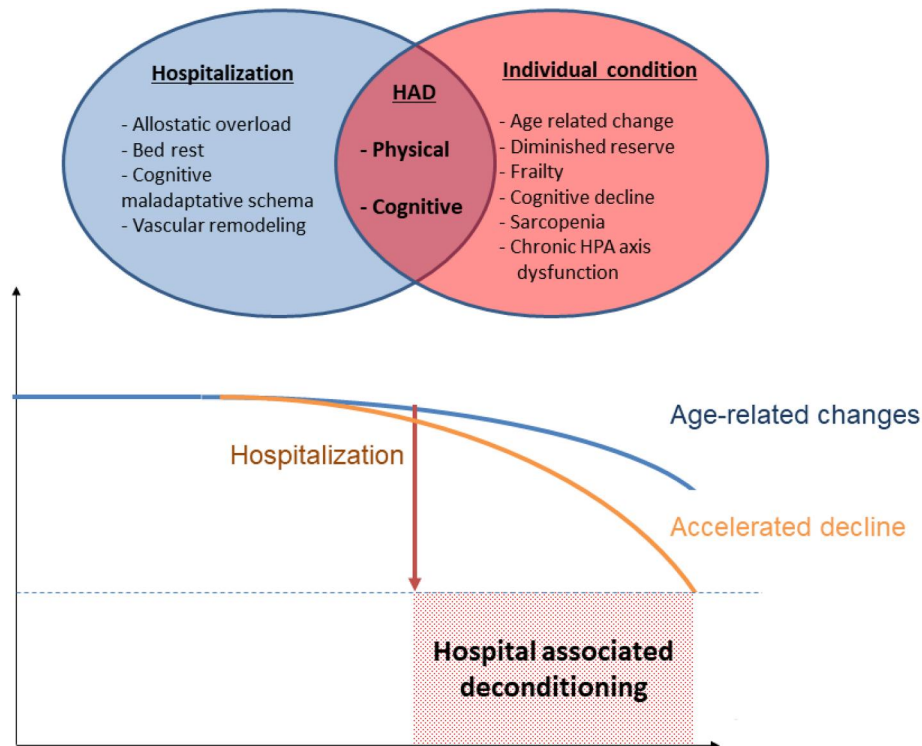 Hospitalization
- Allostatic overload
- Bed rest
- Cognitive
maladaptative schema
- Vascular remodeling
HAD
- Physical
- Cognitive
Individual condition
- Age related change
- Diminished reserve
- Frailty
- Cognitive decline
- Sarcopenia
- Chronic HPA axis
dysfunction
Age-related changes
Hospitalization
Accelerated decline
Hospital associated
deconditioning